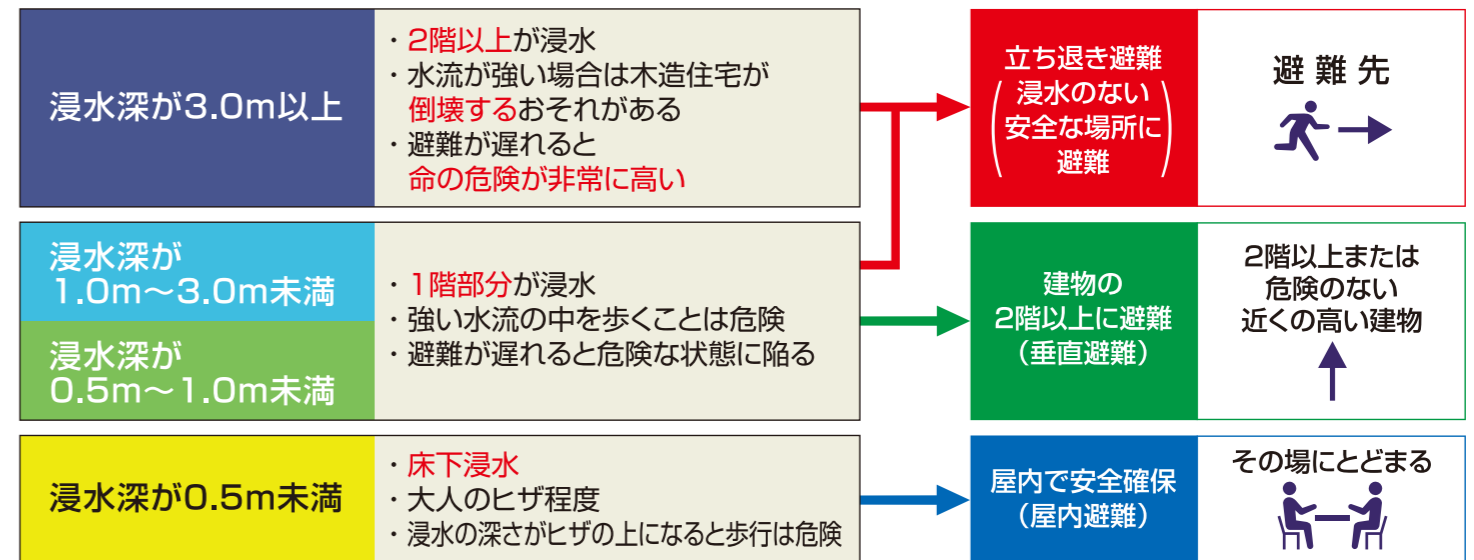 浸水深が3.0m以上
・2階以上が浸水
・水流が強い場合は木造住宅が
倒壊するおそれがある
・避難が遅れると
命の危険が非常に高い
立ち退き避難
(浸水のない
安全な場所に
避難)
避難先
浸水深が
1.0m〜3.0m未満
浸水深が
0.5m〜1.0m未満
・1階部分が浸水
・強い水流の中を歩くことは危険
・避難が遅れると危険な状態に陥る
建物の
2階以上に避難
(垂直避難)
2階以上または
危険のない
近くの高い建物
浸水深が0.5m未満
・床下浸水
・大人のヒザ程度
・浸水の深さがヒザの上になると歩行は危険
屋内で安全確保
(屋内避難)
その場にとどまる